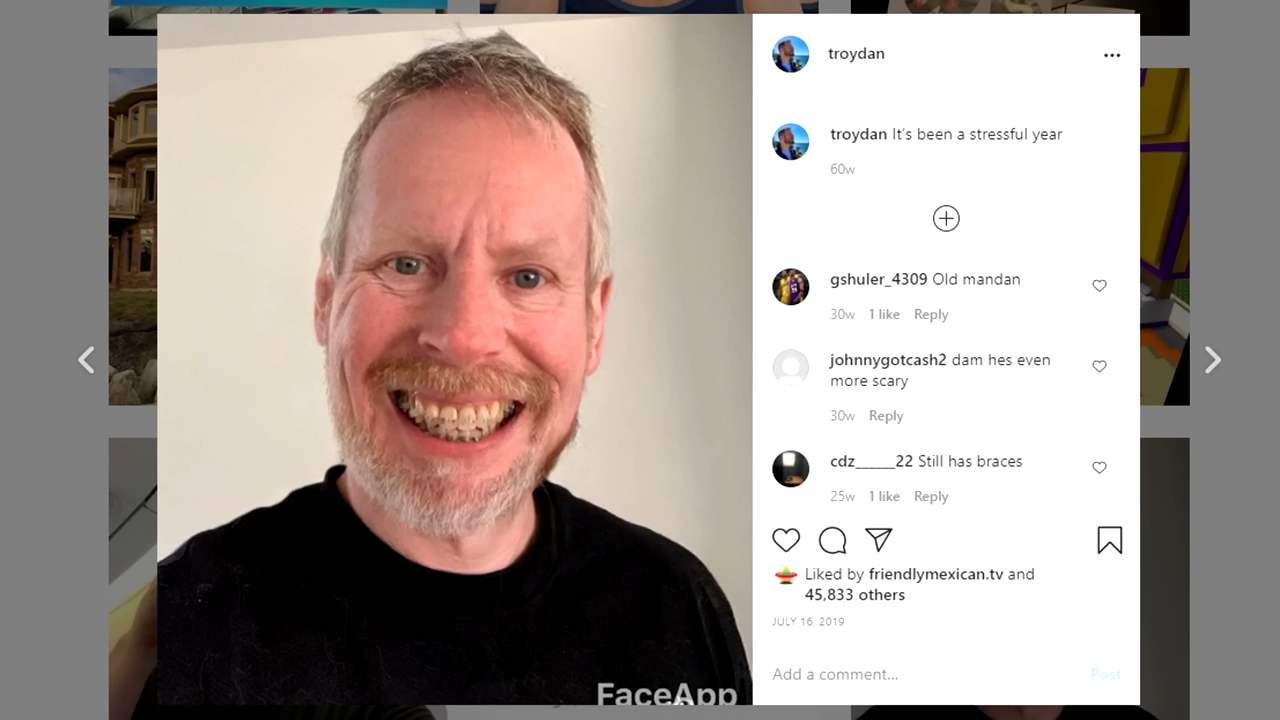 troydan
troydan It's been a stressful year
60w
gshuler_4309 Old mandan
30w 1 like Reply
johnnygotcash2 dam hes even
more scary
30w Reply
cdz______22 Still has braces
25w 1 like Reply
Liked by friendlymexican.tv and
45,833 others
JULY 16, 2019
Add a comment... Post
FaceApp